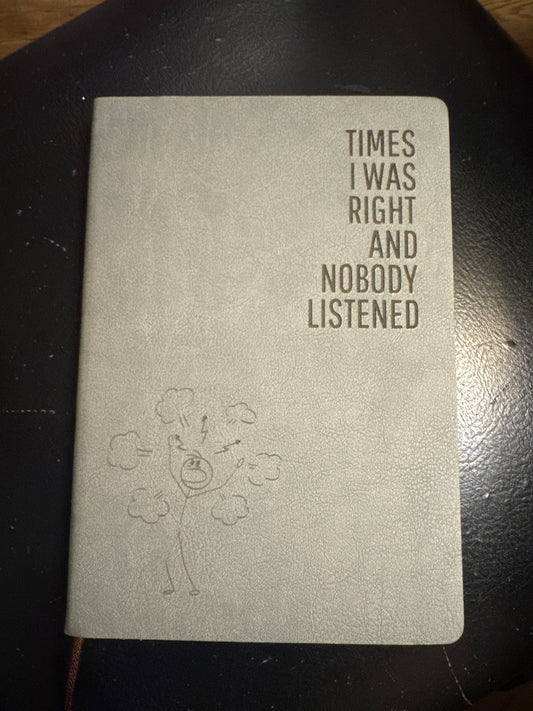 TIMES
I WAS
RIGHT
AND
NOBODY
LISTENED